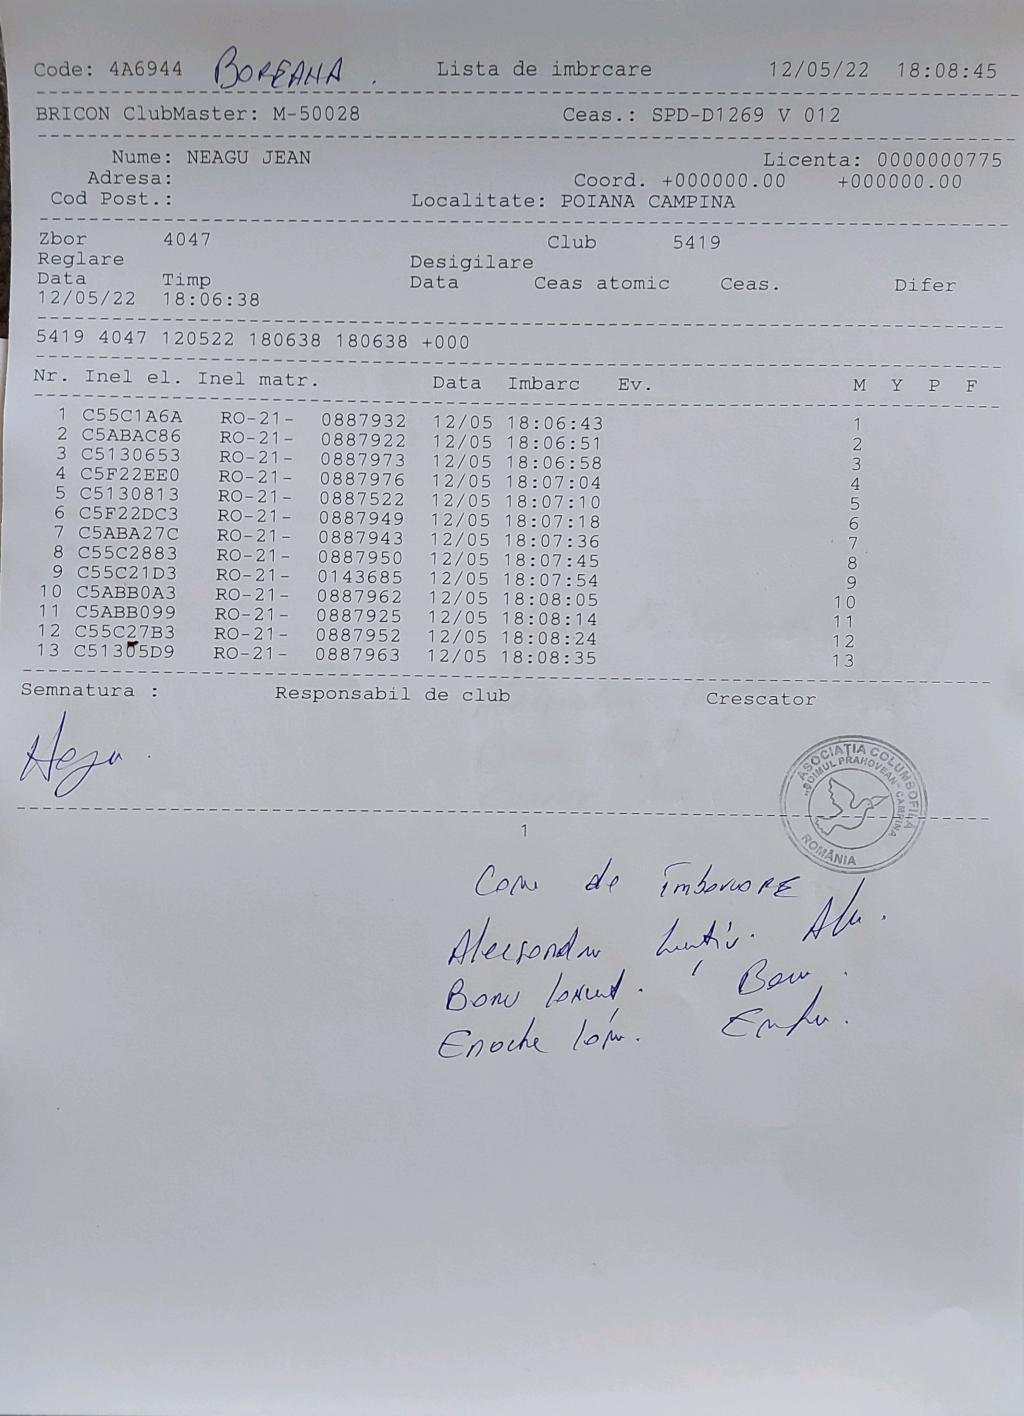 Code: 4A6944 BOREANA. Lista de imbrcare 12/05/22 18:08:45
BRICON ClubMaster: M-50028 Ceas.: SPD-D1269 V 012
Nume: NEAGU JEAN Licenta: 0000000775
Adresa: Coord. +000000.00 +000000.00
Cod Post.: Localitate: POIANA CAMPINA
Zbor 4047 Club 5419
Reglare Desigilare
Data Timp Data Ceas atomic Ceas. Difer
12/05/22 18:06:38
5419 4047 120522 180638 180638 +000
Nr. Inel el. Inel matr. Data Imbarc Ev. M Y P F
1 C55C1A6A RO-21- 0887932 12/05 18:06:43 1
2 C5ABAC86 RO-21- 0887922 12/05 18:06:51 2
3 C5130653 RO-21- 0887973 12/05 18:06:58 3
4 C5F22EE0 RO-21- 0887976 12/05 18:07:04 4
5 C5130813 RO-21- 0887522 12/05 18:07:10 5
6 C5F22DC3 RO-21- 0887949 12/05 18:07:18 6
7 C5ABA27C RO-21- 0887943 12/05 18:07:36 7
8 C55C2883 RO-21- 0887950 12/05 18:07:45 8
9 C55C21D3 RO-21- 0143685 12/05 18:07:54 9
10 C5ABB0A3 RO-21- 0887962 12/05 18:08:05 10
11 C5ABB099 RO-21- 0887925 12/05 18:08:14 11
12 C55C27B3 RO-21- 0887952 12/05 18:08:24 12
13 C51305D9 RO-21- 0887963 12/05 18:08:35 13
Semnatura : Responsabil de club Crescator
ASOCIAȚIA COLUMBOFILĂ
"ȘOIMUL PRAHOVEAN" CAMPINA
ROMÂNIA
1
de
Enache